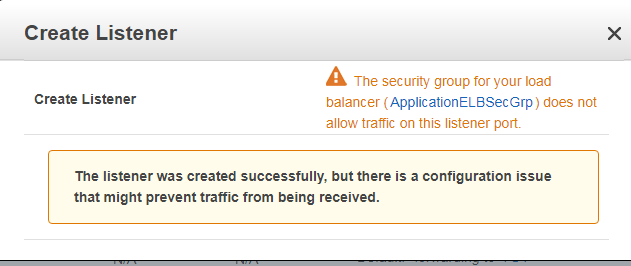 Create Listener
Create Listener
The security group for your load
balancer ( ApplicationELBSecGrp ) does not
allow traffic on this listener port.
The listener was created successfully, but there is a configuration issue
that might prevent traffic from being received.